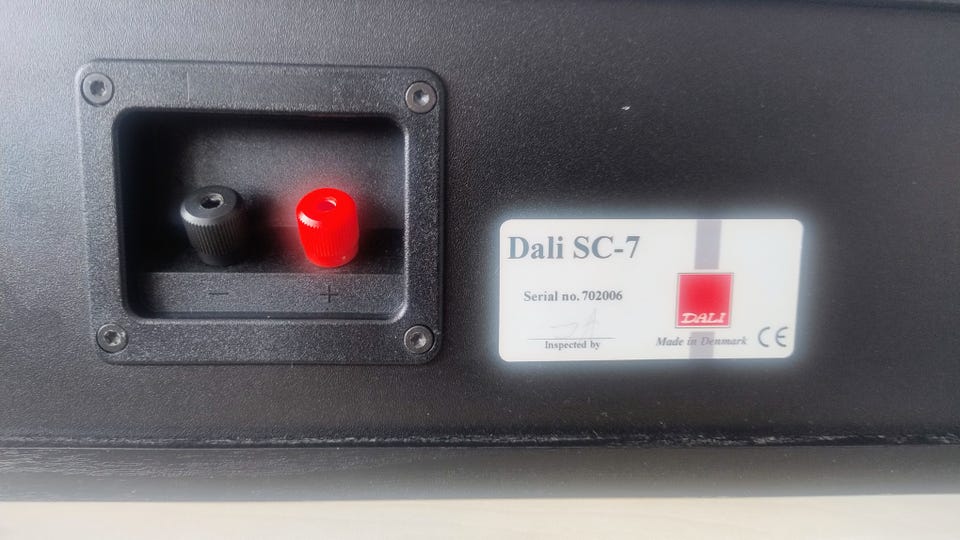 − +
Dali SC-7
Serial no. 702006
DALI
Inspected by
Made in Denmark CE